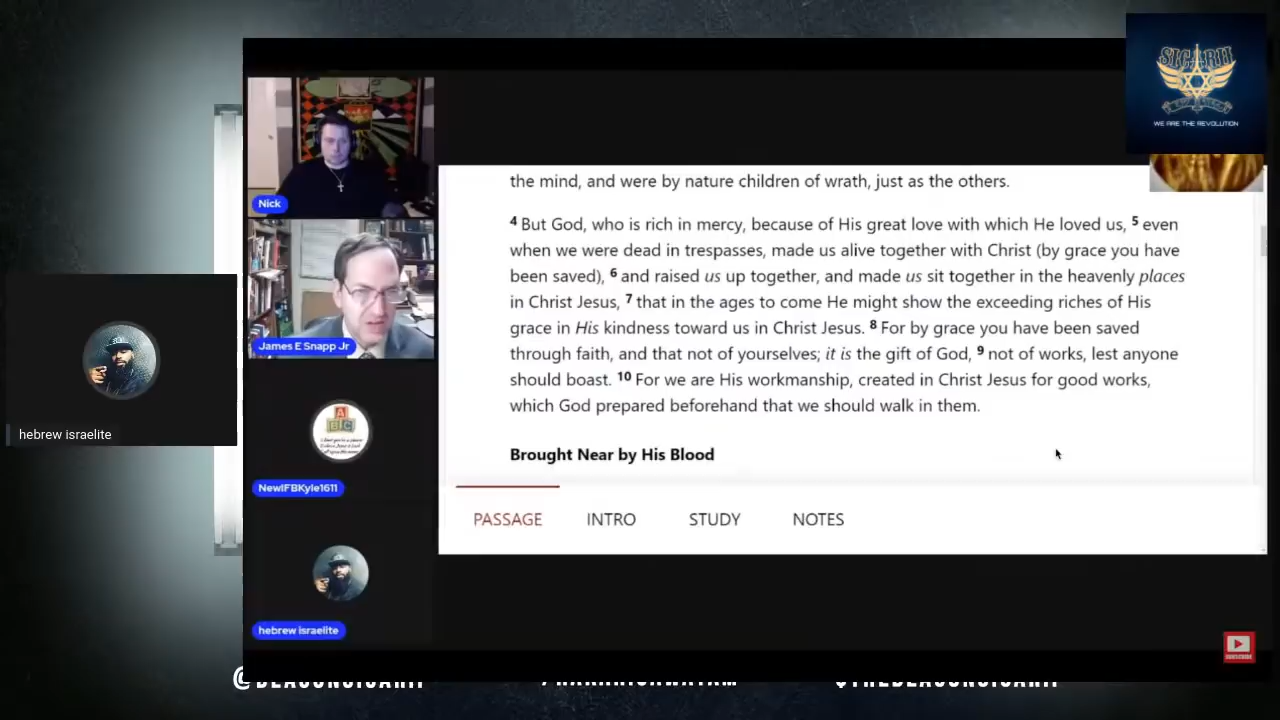 SICARII
WE ARE THE REVOLUTION
Nick
James E Snapp Jr
NewIFBKyle1611
hebrew israelite
hebrew israelite
the mind, and were by nature children of wrath, just as the others.
4 But God, who is rich in mercy, because of His great love with which He loved us, 5 even
when we were dead in trespasses, made us alive together with Christ (by grace you have
been saved), 6 and raised us up together, and made us sit together in the heavenly places
in Christ Jesus, 7 that in the ages to come He might show the exceeding riches of His
grace in His kindness toward us in Christ Jesus. 8 For by grace you have been saved
through faith, and that not of yourselves; it is the gift of God, 9 not of works, lest anyone
should boast. 10 For we are His workmanship, created in Christ Jesus for good works,
which God prepared beforehand that we should walk in them.
Brought Near by His Blood
PASSAGE INTRO STUDY NOTES
SUBSCRIBE